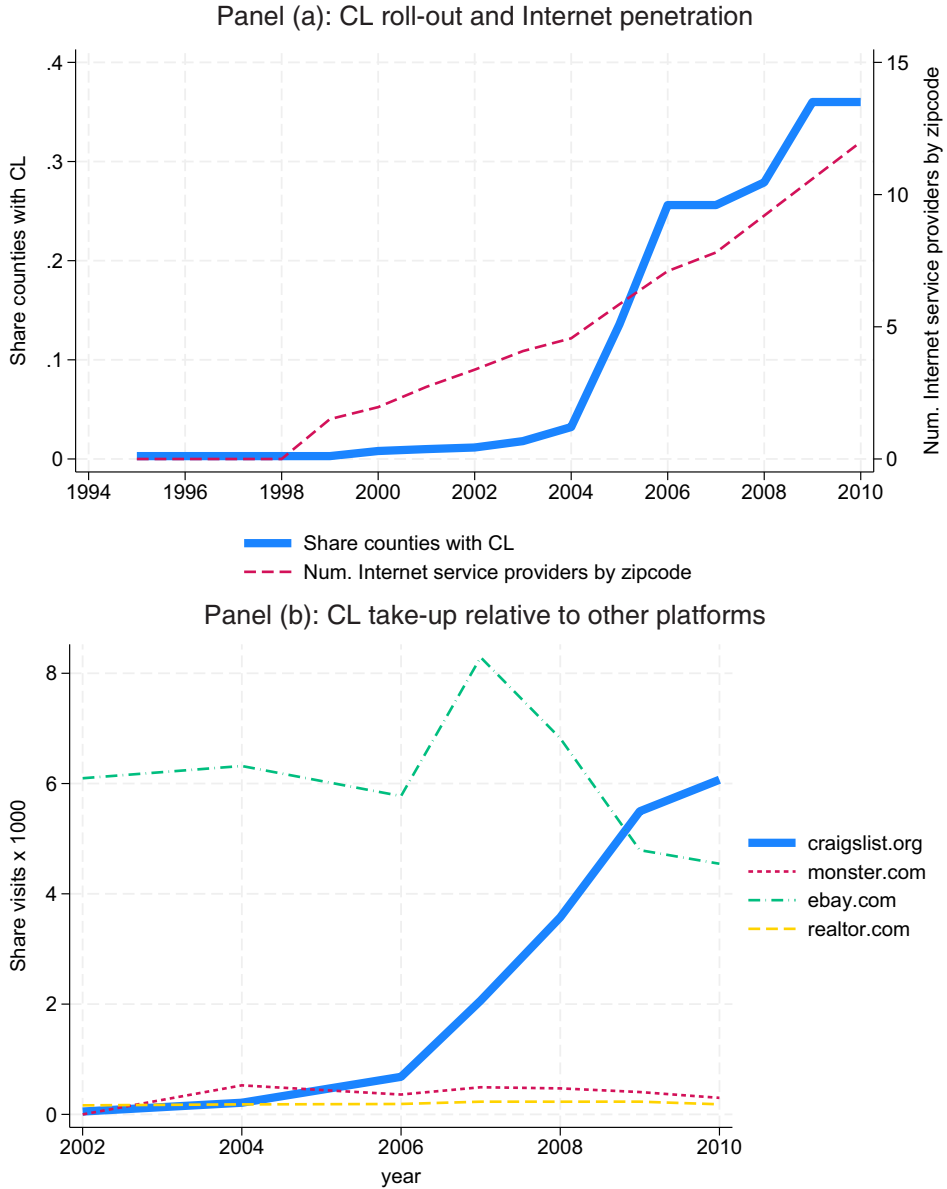 Panel (a): CL roll-out and Internet penetration
.4
.3
.2
.1
0
Share counties with CL
15
10
5
0
Num. Internet service providers by zipcode
1994 1996 1998 2000 2002 2004 2006 2008 2010
Share counties with CL
Num. Internet service providers by zipcode
Panel (b): CL take-up relative to other platforms
8
6
4
2
0
Share visits x 1000
2002 2004 2006 2008 2010
year
craigslist.org
monster.com
ebay.com
realtor.com